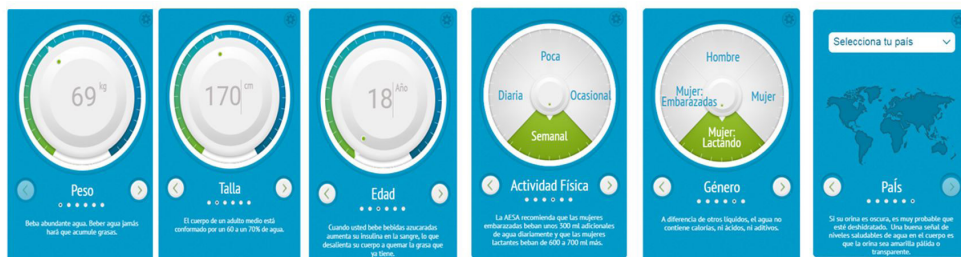 69 kg
Peso
Beba abundante agua. Beber agua jamás
hará que acumule grasas.
170 cm
Talla
El cuerpo de un adulto medio está
conformado por un 60 a un 70% de agua.
18 Año
Edad
Cuando usted bebe bebidas azucaradas
aumenta su insulina en la sangre, lo que
desalienta su cuerpo a quemar la grasa que
ya tiene.
Poca
Diaria
Ocasional
Semanal
Actividad Física
La AESA recomienda que las mujeres
embarazadas beban unos 300 ml adicionales
de agua diariamente y que las mujeres
lactantes beban de 600 a 700 ml más.
Hombre
Mujer:
Embarazadas
Mujer
Mujer:
Lactándo
Género
A diferencia de otros líquidos, el agua no
contiene calorías, ni ácidos, ni aditivos.
Selecciona tu país
País
Si su orina es oscura, es muy probable que
esté deshidratado. Una buena señal de
niveles saludables de agua en el cuerpo es
que la orina sea amarilla pálida o
transparente.